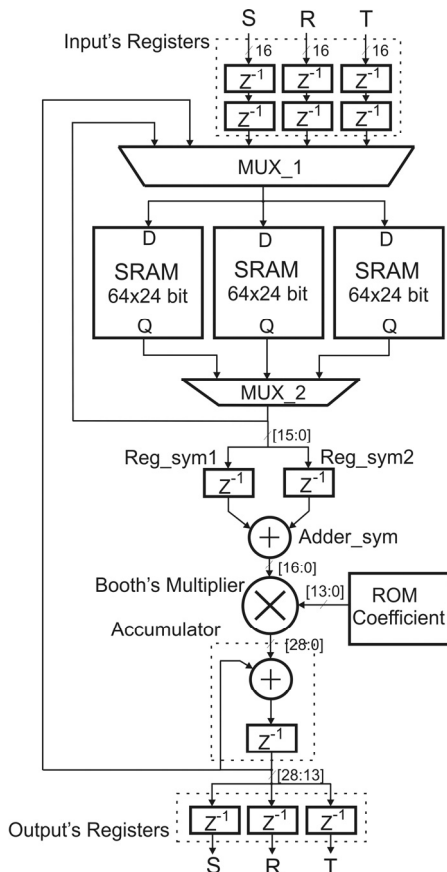 S R T
Input's Registers
16 16 16
Z⁻¹ Z⁻¹ Z⁻¹
Z⁻¹ Z⁻¹ Z⁻¹
MUX_1
D D D
SRAM SRAM SRAM
64x24 bit 64x24 bit 64x24 bit
Q Q Q
MUX_2
[15:0]
Reg_sym1 Reg_sym2
Z⁻¹ Z⁻¹
+ Adder_sym
[16:0]
Booth's Multiplier [13:0] ROM
× Coefficient
Accumulator
[28:0]
+
Z⁻¹
[28:13]
Z⁻¹ Z⁻¹ Z⁻¹
Output's Registers
S R T